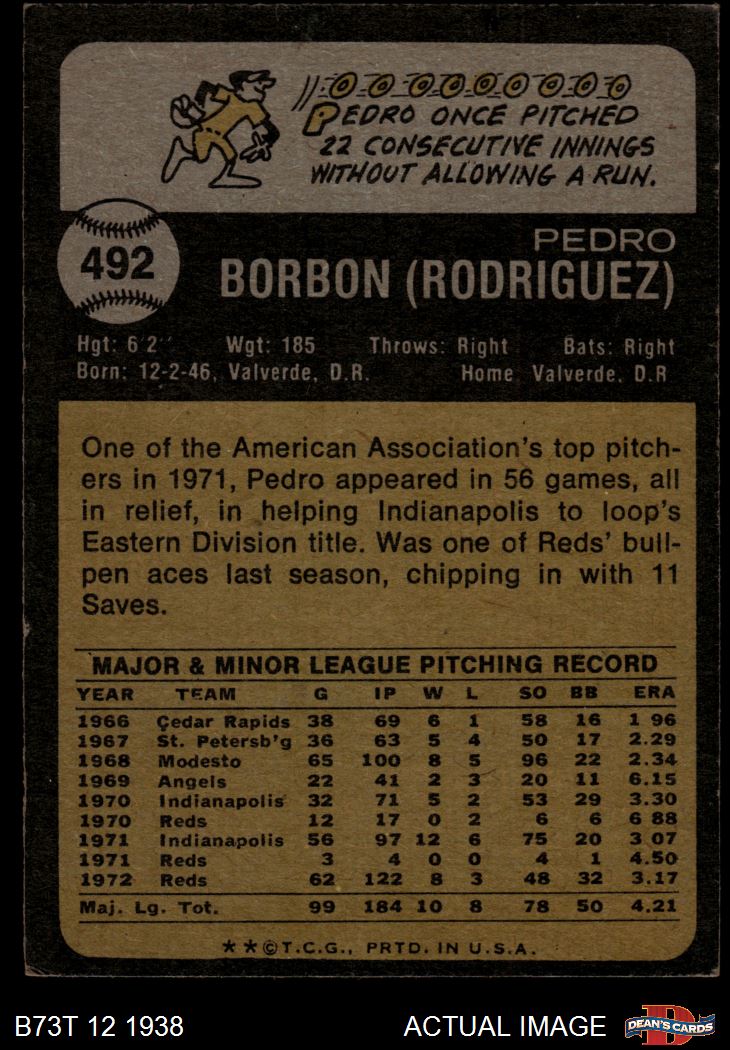 PEDRO ONCE PITCHED
22 CONSECUTIVE INNINGS
WITHOUT ALLOWING A RUN.
492
PEDRO
BORBON (RODRIGUEZ)
Hgt: 6'2" Wgt: 185 Throws: Right Bats: Right
Born: 12-2-46, Valverde, D.R. Home Valverde, D.R
One of the American Association's top pitch-
ers in 1971, Pedro appeared in 56 games, all
in relief, in helping Indianapolis to loop's
Eastern Division title. Was one of Reds' bull-
pen aces last season, chipping in with 11
Saves.
MAJOR & MINOR LEAGUE PITCHING RECORD
YEAR TEAM G IP W L SO BB ERA
1966 Cedar Rapids 38 69 6 1 58 16 1 96
1967 St. Petersb'g 36 63 5 4 50 17 2.29
1968 Modesto 65 100 8 5 96 22 2.34
1969 Angels 22 41 2 3 20 11 6.15
1970 Indianapolis 32 71 5 2 53 29 3.30
1970 Reds 12 17 0 2 6 6 6 88
1971 Indianapolis 56 97 12 6 75 20 3 07
1971 Reds 3 4 0 0 4 1 4.50
1972 Reds 62 122 8 3 48 32 3.17
Maj. Lg. Tot. 99 184 10 8 78 50 4.21
**©T.C.G., PRTD. IN U.S.A.
B73T 12 1938 ACTUAL IMAGE D DEAN'S CARDS